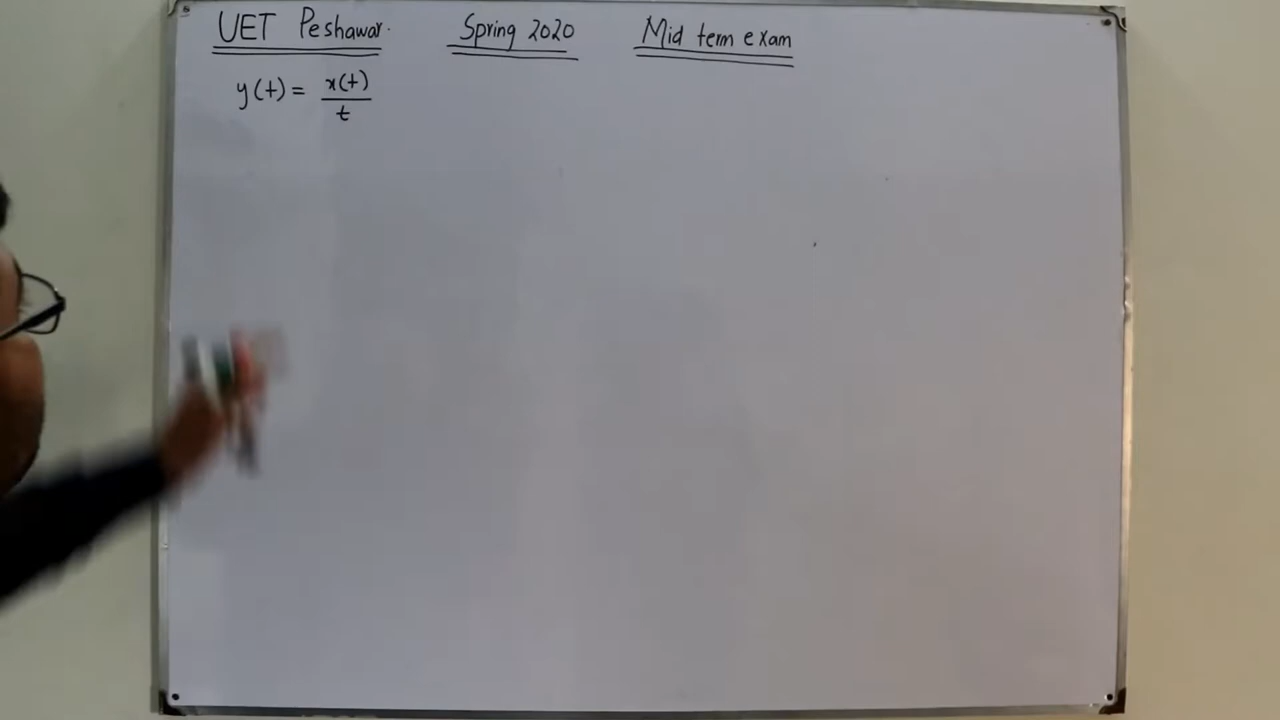 UET Peshawar. Spring 2020 Mid term exam
y(t) = x(t)/t